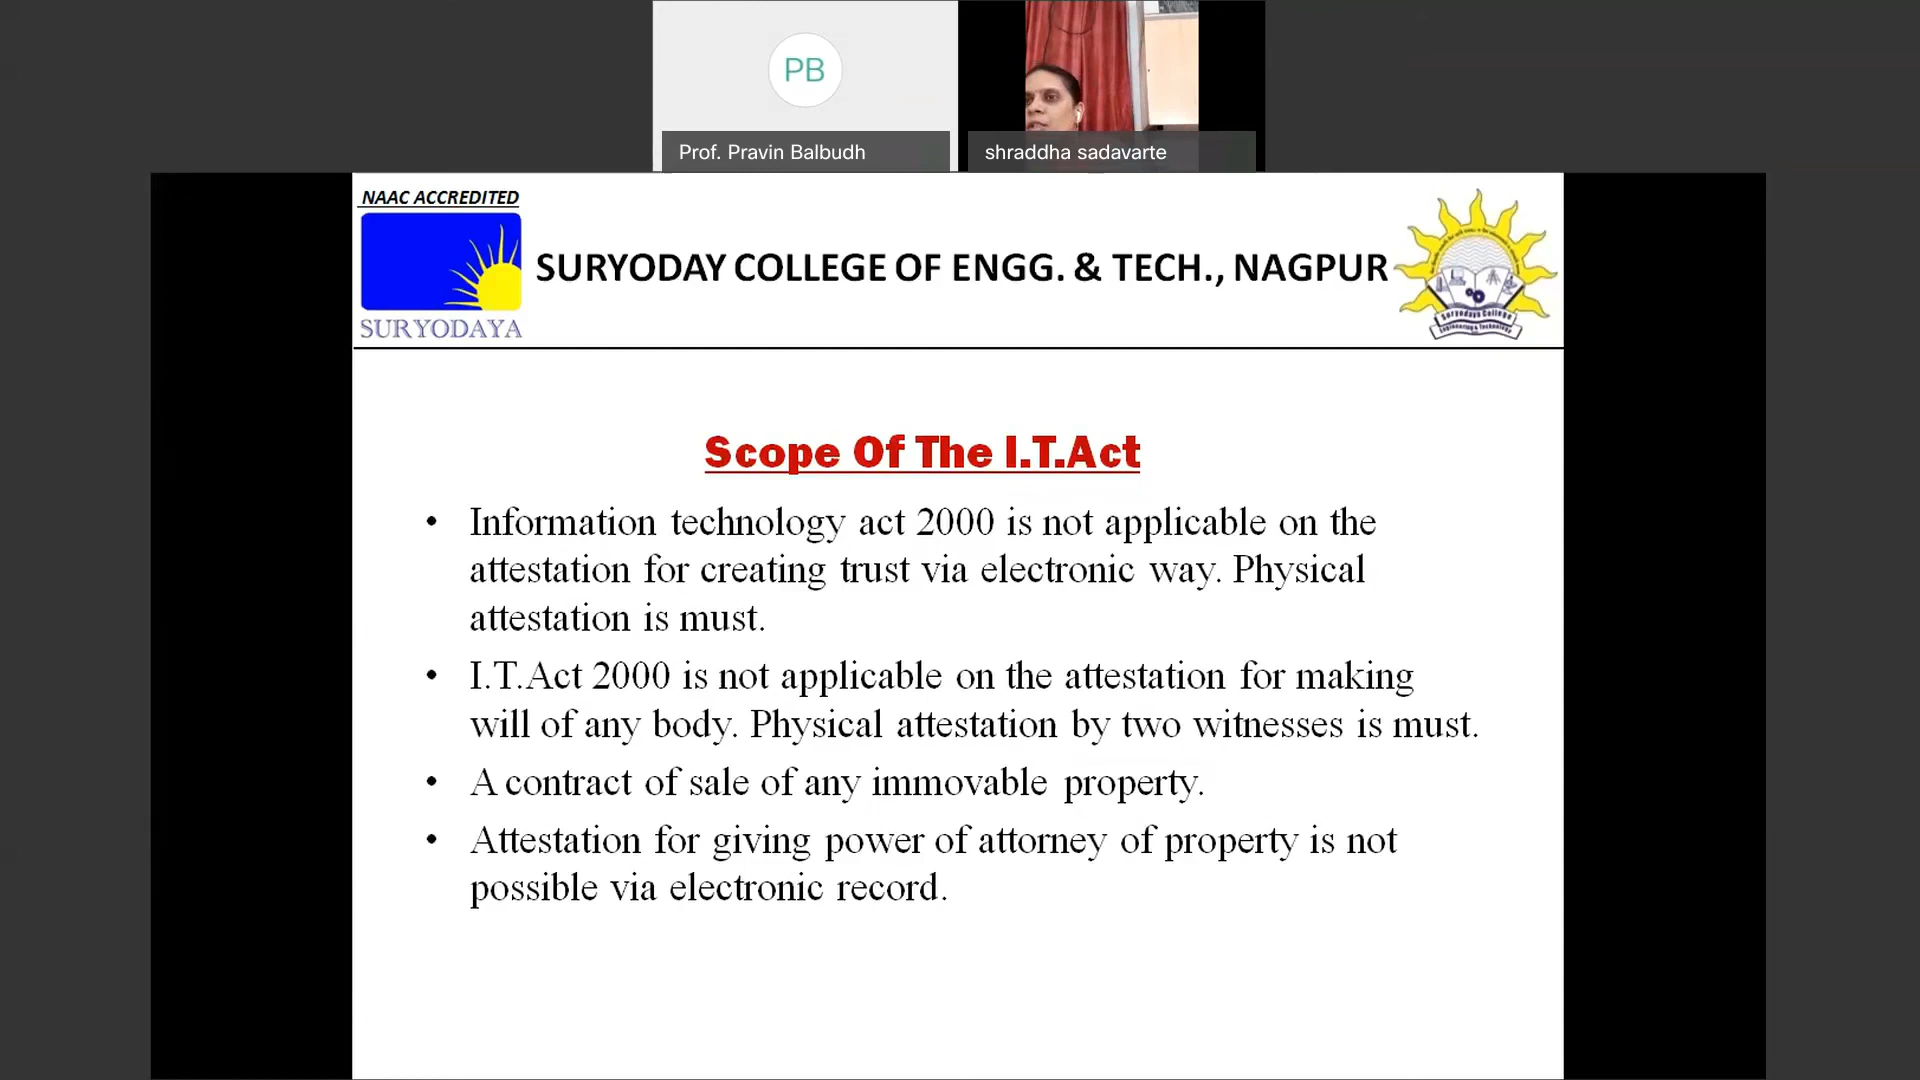 PB
Prof. Pravin Balbudh
shraddha sadavarte
NAAC ACCREDITED
SURYODAYA
SURYODAY COLLEGE OF ENGG. & TECH., NAGPUR
Suryodaya College
Engineering & Technology
Scope Of The I.T.Act
• Information technology act 2000 is not applicable on the
attestation for creating trust via electronic way. Physical
attestation is must.
• I.T.Act 2000 is not applicable on the attestation for making
will of any body. Physical attestation by two witnesses is must.
• A contract of sale of any immovable property.
• Attestation for giving power of attorney of property is not
possible via electronic record.